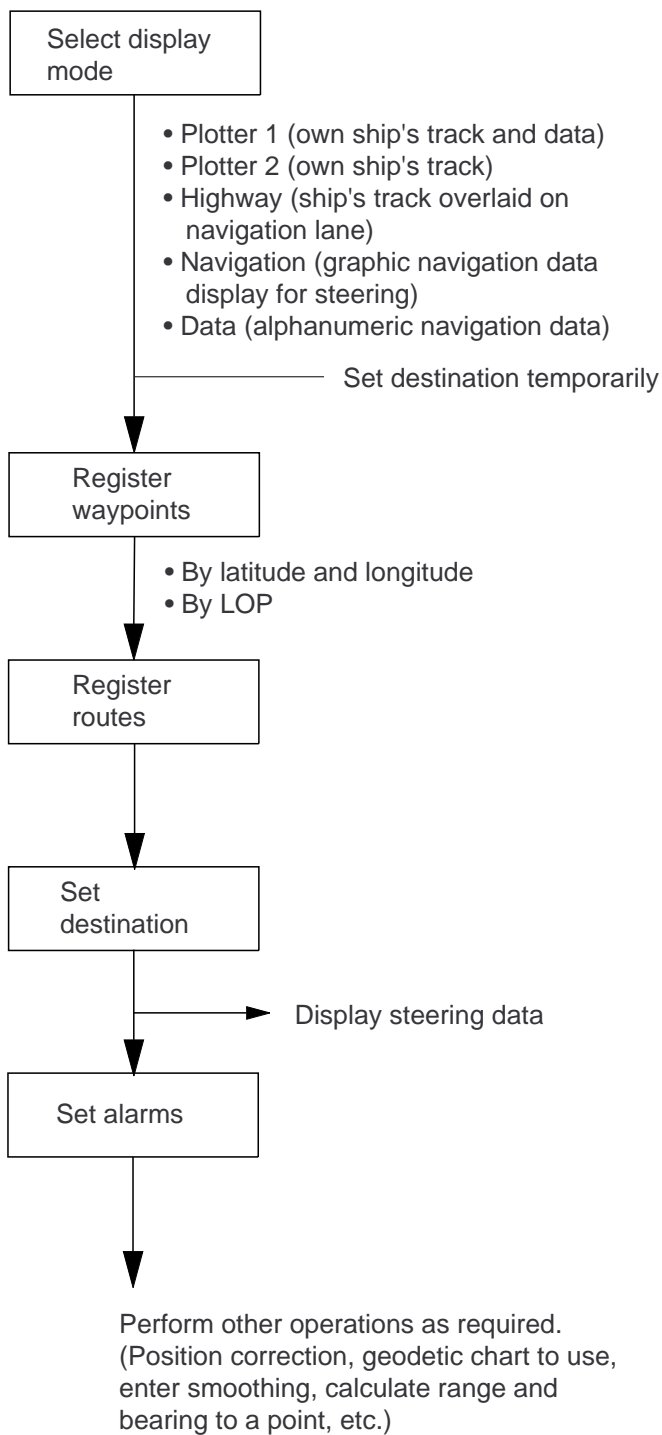 Select display
mode
• Plotter 1 (own ship's track and data)
• Plotter 2 (own ship's track)
• Highway (ship's track overlaid on
navigation lane)
• Navigation (graphic navigation data
display for steering)
• Data (alphanumeric navigation data)
Set destination temporarily
Register
waypoints
• By latitude and longitude
• By LOP
Register
routes
Set
destination
Display steering data
Set alarms
Perform other operations as required.
(Position correction, geodetic chart to use,
enter smoothing, calculate range and
bearing to a point, etc.)